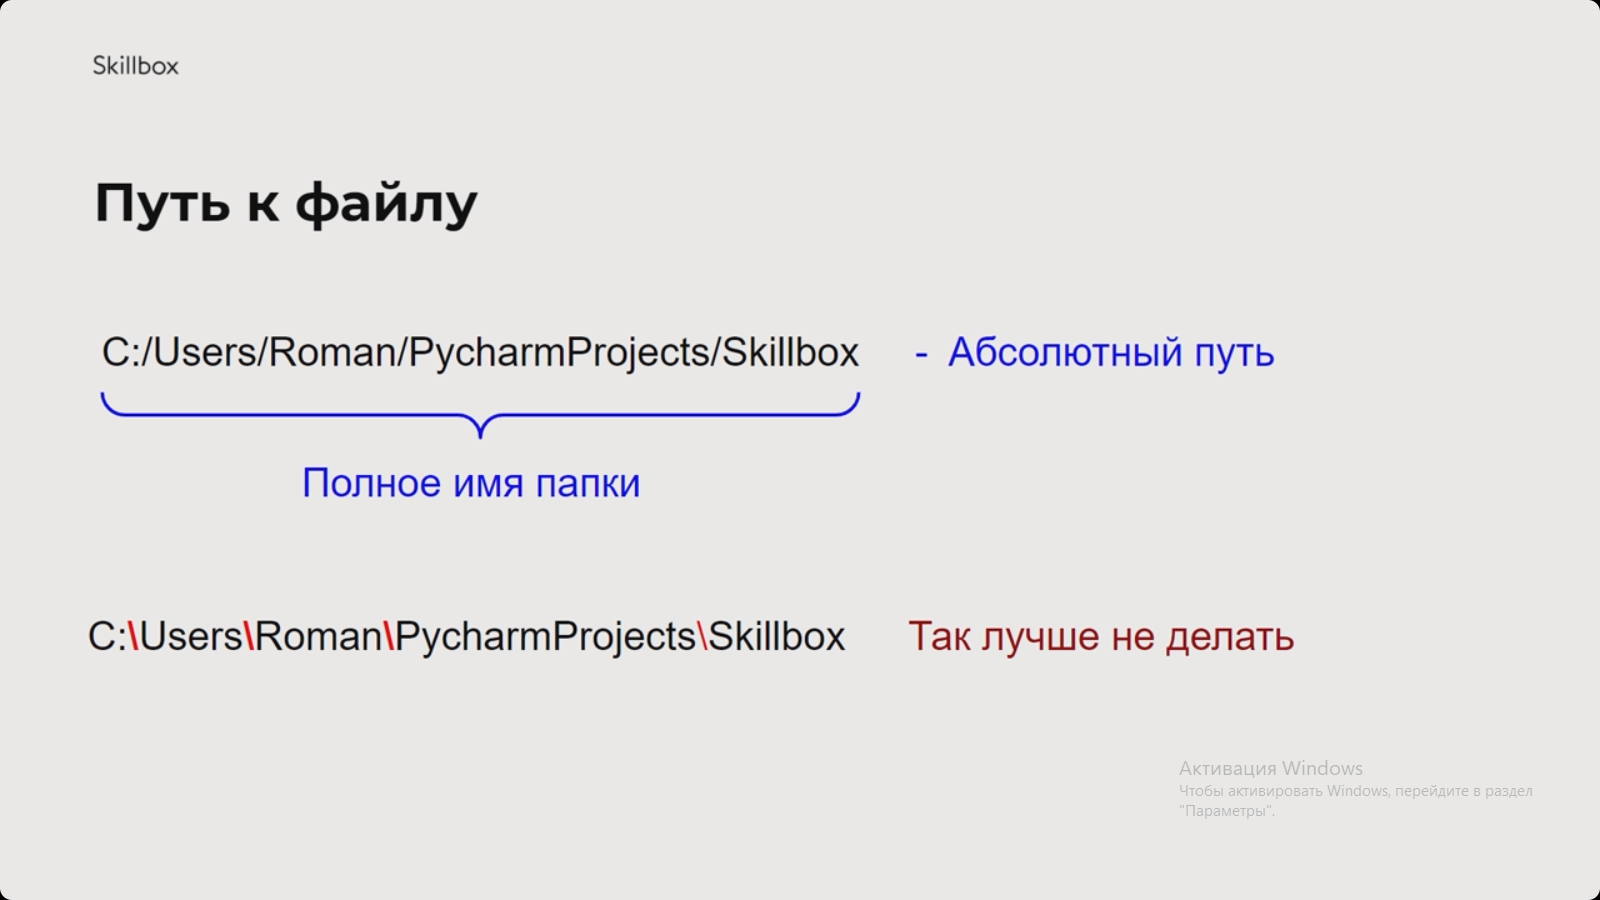 Skillbox
Путь к файлу
C:/Users/Roman/PycharmProjects/Skillbox - Абсолютный путь
Полное имя папки
C:\Users\Roman\PycharmProjects\Skillbox Так лучше не делать
Активация Windows
Чтобы активировать Windows, перейдите в раздел
"Параметры".